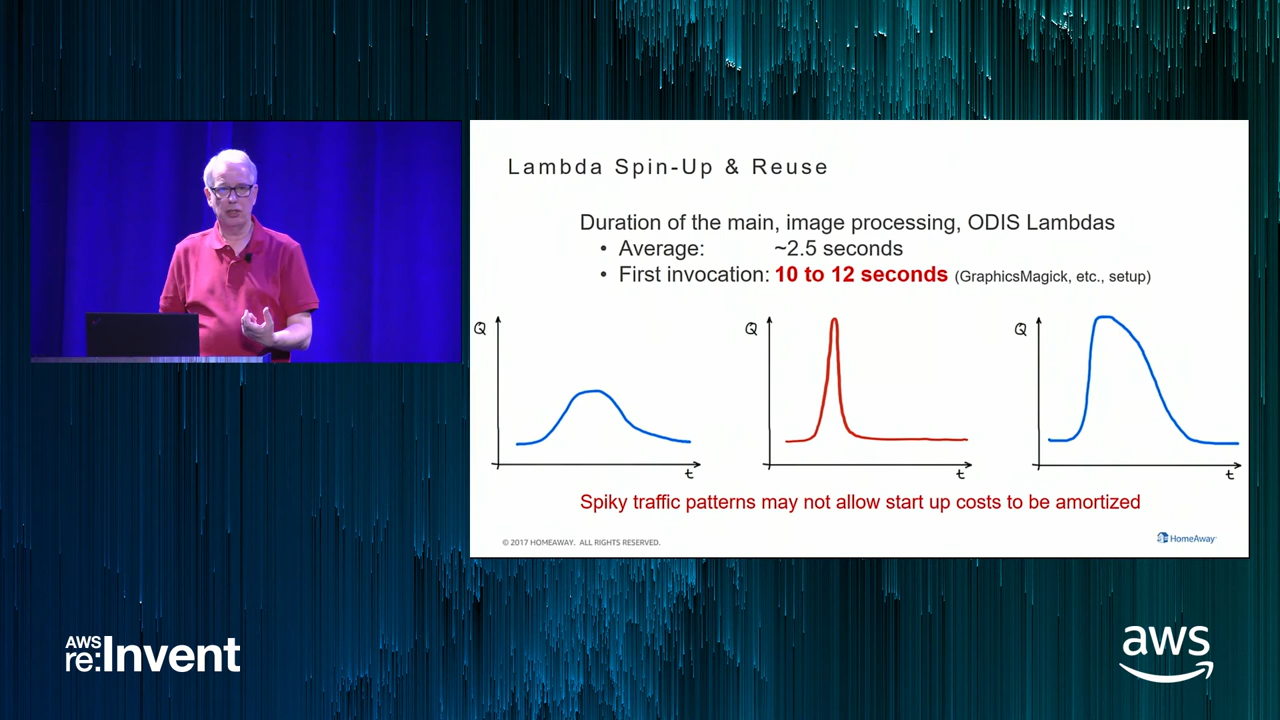 Lambda Spin-Up & Reuse
Duration of the main, image processing, ODIS Lambdas
• Average: ~2.5 seconds
• First invocation: 10 to 12 seconds (GraphicsMagick, etc., setup)
Q
t
Q
t
Q
t
Spiky traffic patterns may not allow start up costs to be amortized
© 2017 HOMEAWAY. ALL RIGHTS RESERVED.
HomeAway
AWS
re:Invent
aws